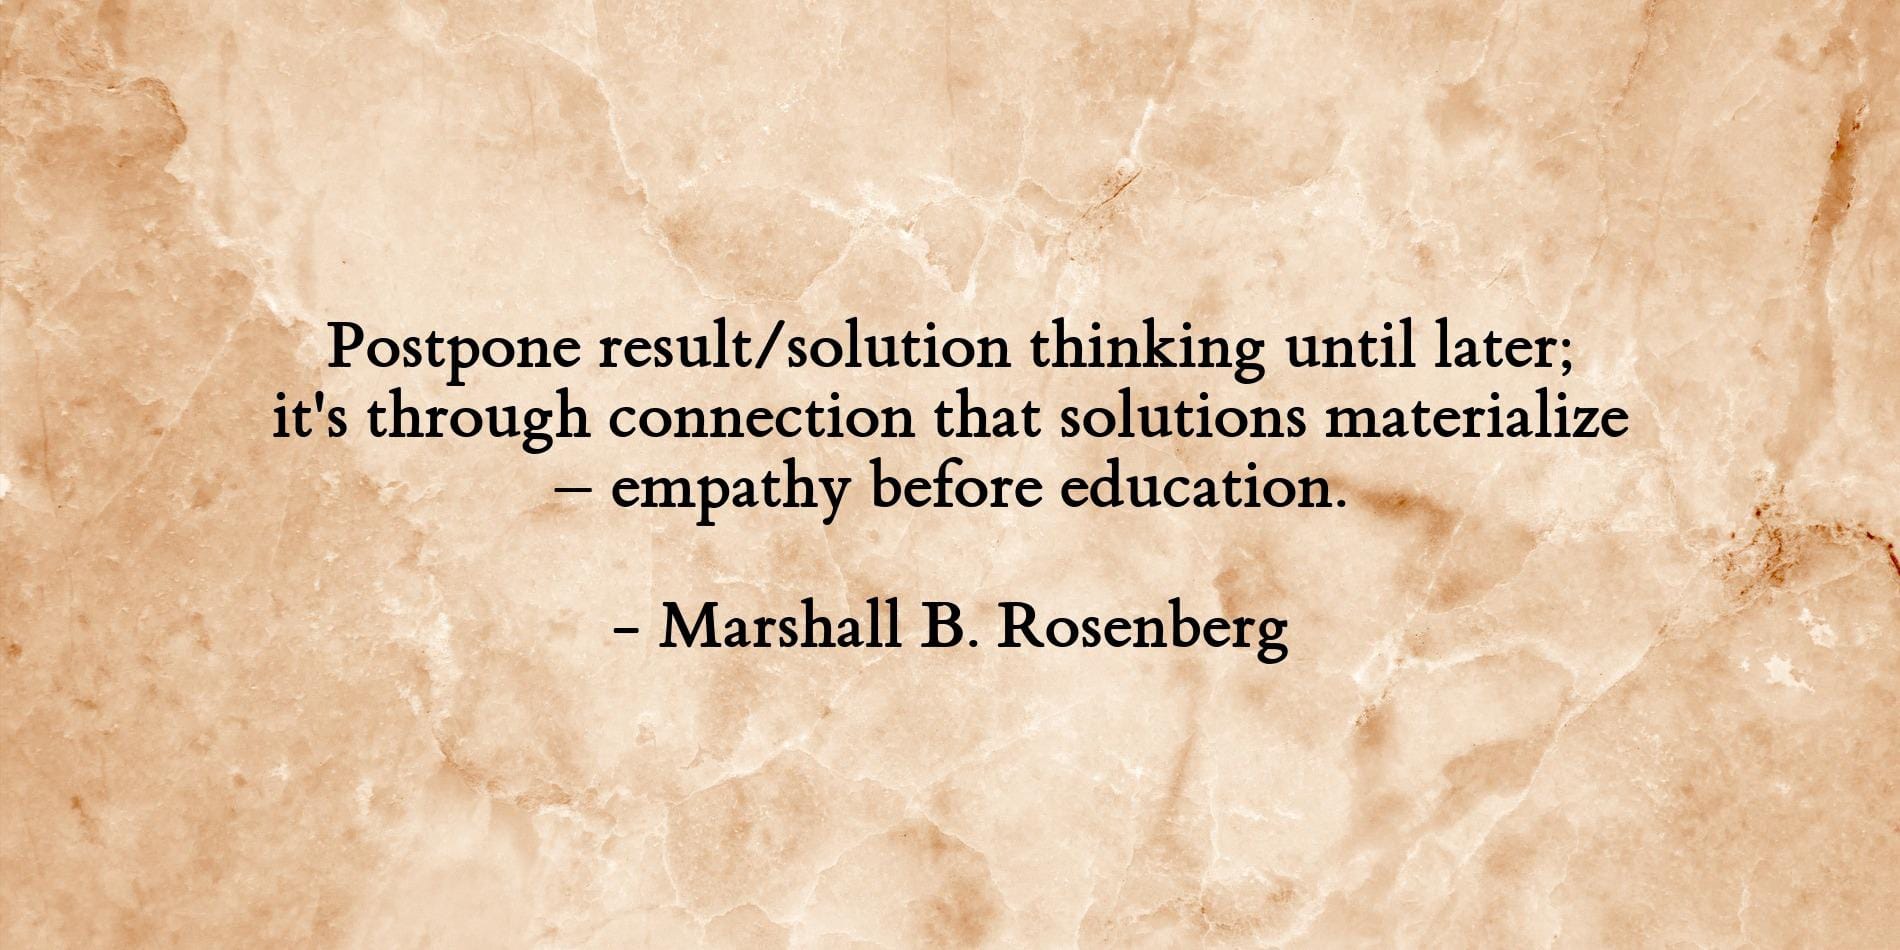 Postpone result/solution thinking until later;
it's through connection that solutions materialize
– empathy before education.
- Marshall B. Rosenberg